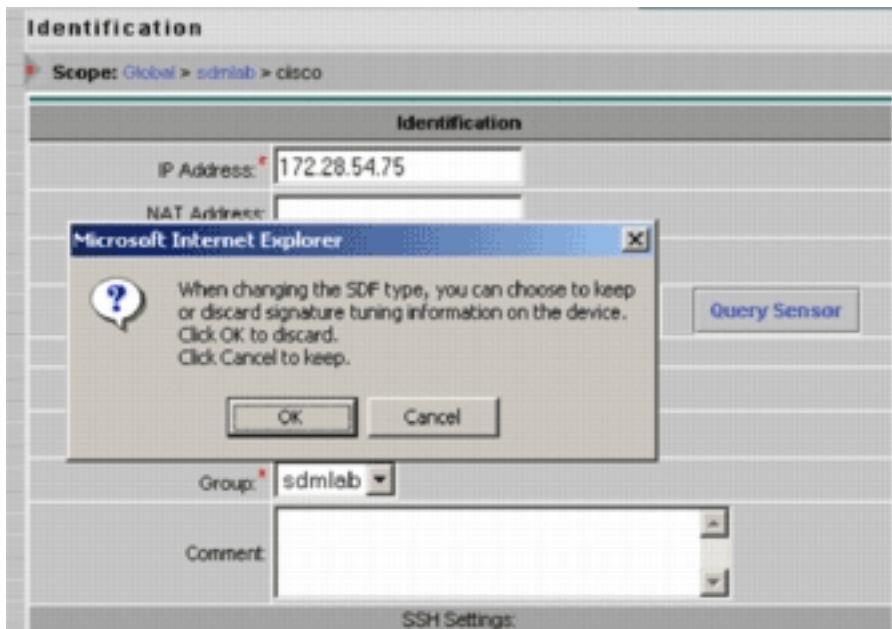 Identification
Scope: Global > sdmlab > cisco
Identification
IP Address:* 172.28.54.75
NAT Address:
Microsoft Internet Explorer
When changing the SDF type, you can choose to keep
or discard signature tuning information on the device.
Click OK to discard.
Click Cancel to keep.
OK Cancel
Query Sensor
Group:* sdmlab
Comment:
SSH Settings: